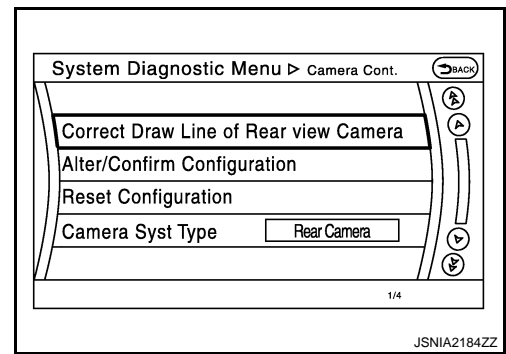 System Diagnostic Menu ▷ Camera Cont.
BACK
Correct Draw Line of Rear view Camera
Alter/Confirm Configuration
Reset Configuration
Camera Syst Type Rear Camera
1/4
JSNIA2184ZZ